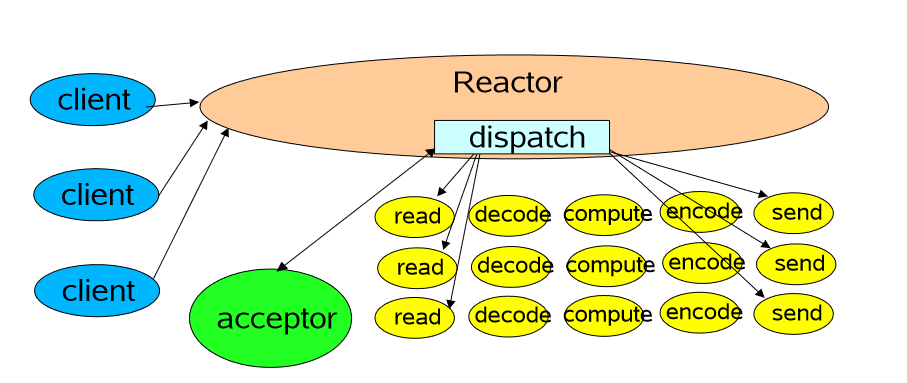 Reactor
client
dispatch
client
client
acceptor
read decode compute encode send
read decode compute encode send
read decode compute encode send